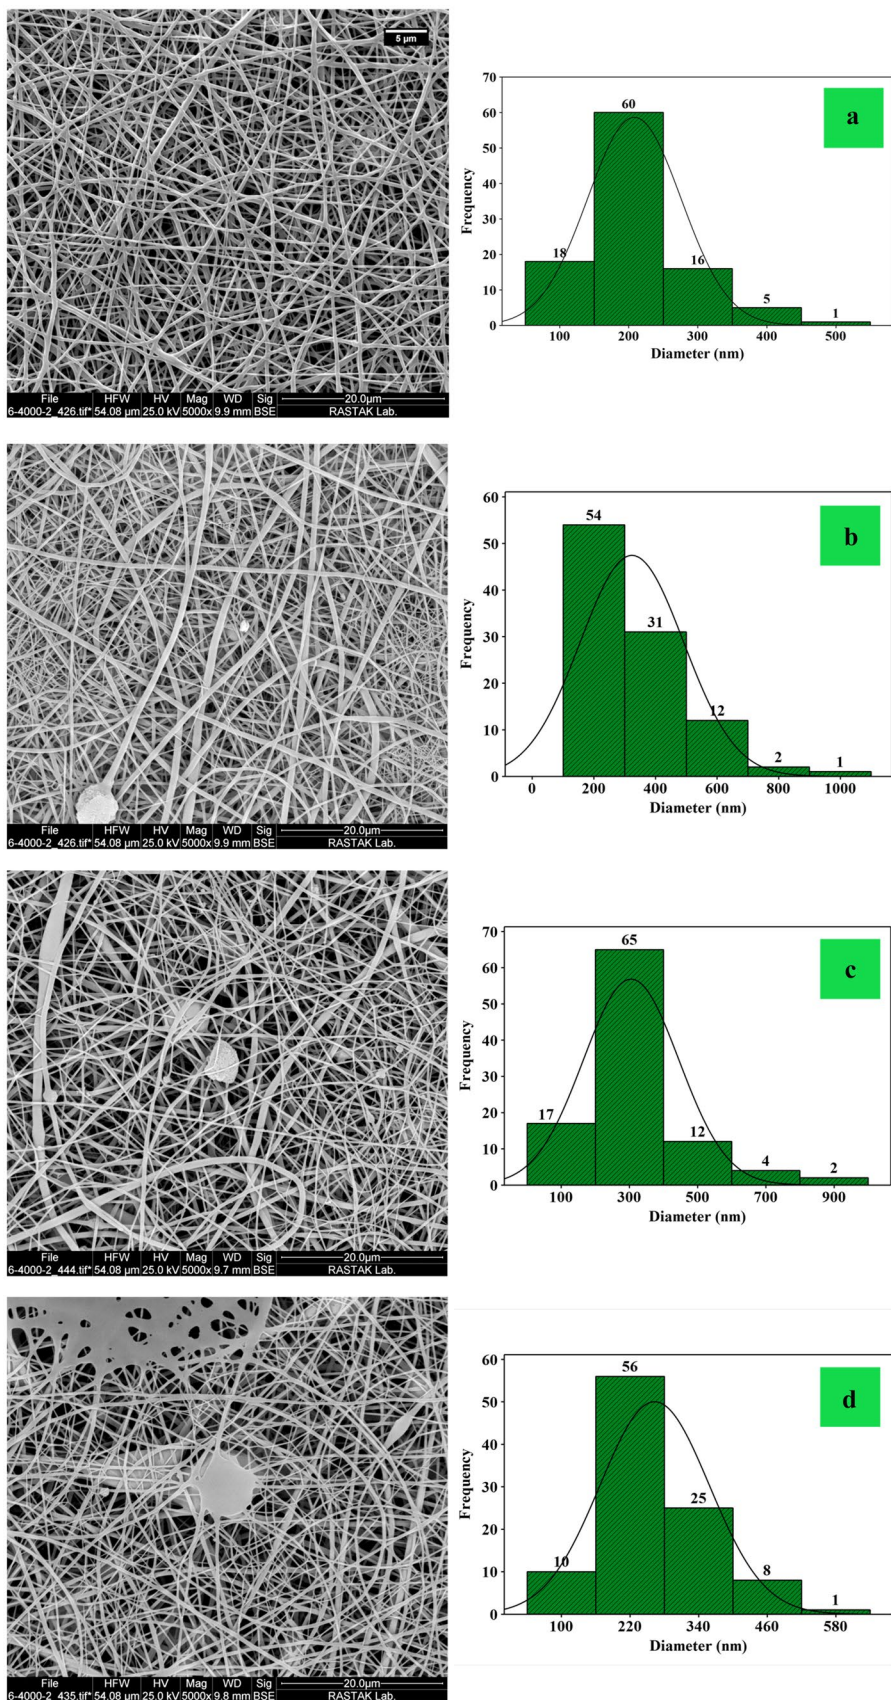 5 µm
File HFW HV Mag WD Sig 20.0µm
6-4000-2_426.tif* 54.08 µm 25.0 kV 5000x 9.9 mm BSE RASTAK Lab.
a
Frequency
70
60
50
40
30
20
10
0
18 60 16 5 1
100 200 300 400 500
Diameter (nm)
File HFW HV Mag WD Sig 20.0µm
6-4000-2_426.tif* 54.08 µm 25.0 kV 5000x 9.9 mm BSE RASTAK Lab.
b
Frequency
60
50
40
30
20
10
0
54 31 12 2 1
0 200 400 600 800 1000
Diameter (nm)
File HFW HV Mag WD Sig 20.0µm
6-4000-2_444.tif* 54.08 µm 25.0 kV 5000x 9.7 mm BSE RASTAK Lab.
c
Frequency
70
60
50
40
30
20
10
0
17 65 12 4 2
100 300 500 700 900
Diameter (nm)
File HFW HV Mag WD Sig 20.0µm
6-4000-2_435.tif* 54.08 µm 25.0 kV 5000x 9.8 mm BSE RASTAK Lab.
d
Frequency
60
50
40
30
20
10
0
10 56 25 8 1
100 220 340 460 580
Diameter (nm)